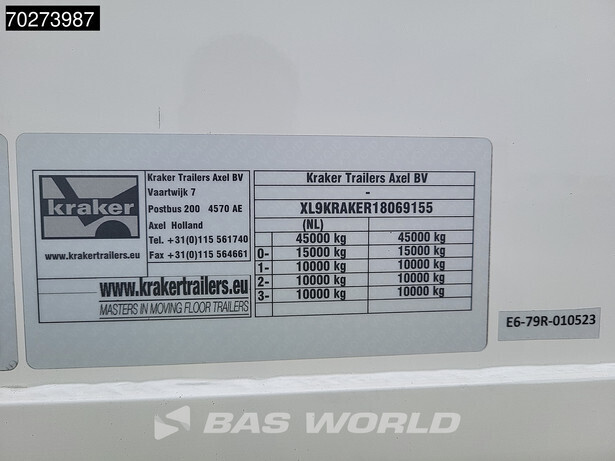 70273987
kraker
www.krakertrailers.eu
Kraker Trailers Axel BV
Vaartwijk 7
Postbus 200 4570 AE
Axel Holland
Tel. +31(0)115 561740
Fax +31(0)115 564661
www.krakertrailers.eu
MASTERS IN MOVING FLOOR TRAILERS
Kraker Trailers Axel BV
-
XL9KRAKER18069155
(NL)
45000 kg 45000 kg
0- 15000 kg 15000 kg
1- 10000 kg 10000 kg
2- 10000 kg 10000 kg
3- 10000 kg 10000 kg
E6-79R-010523
BAS WORLD